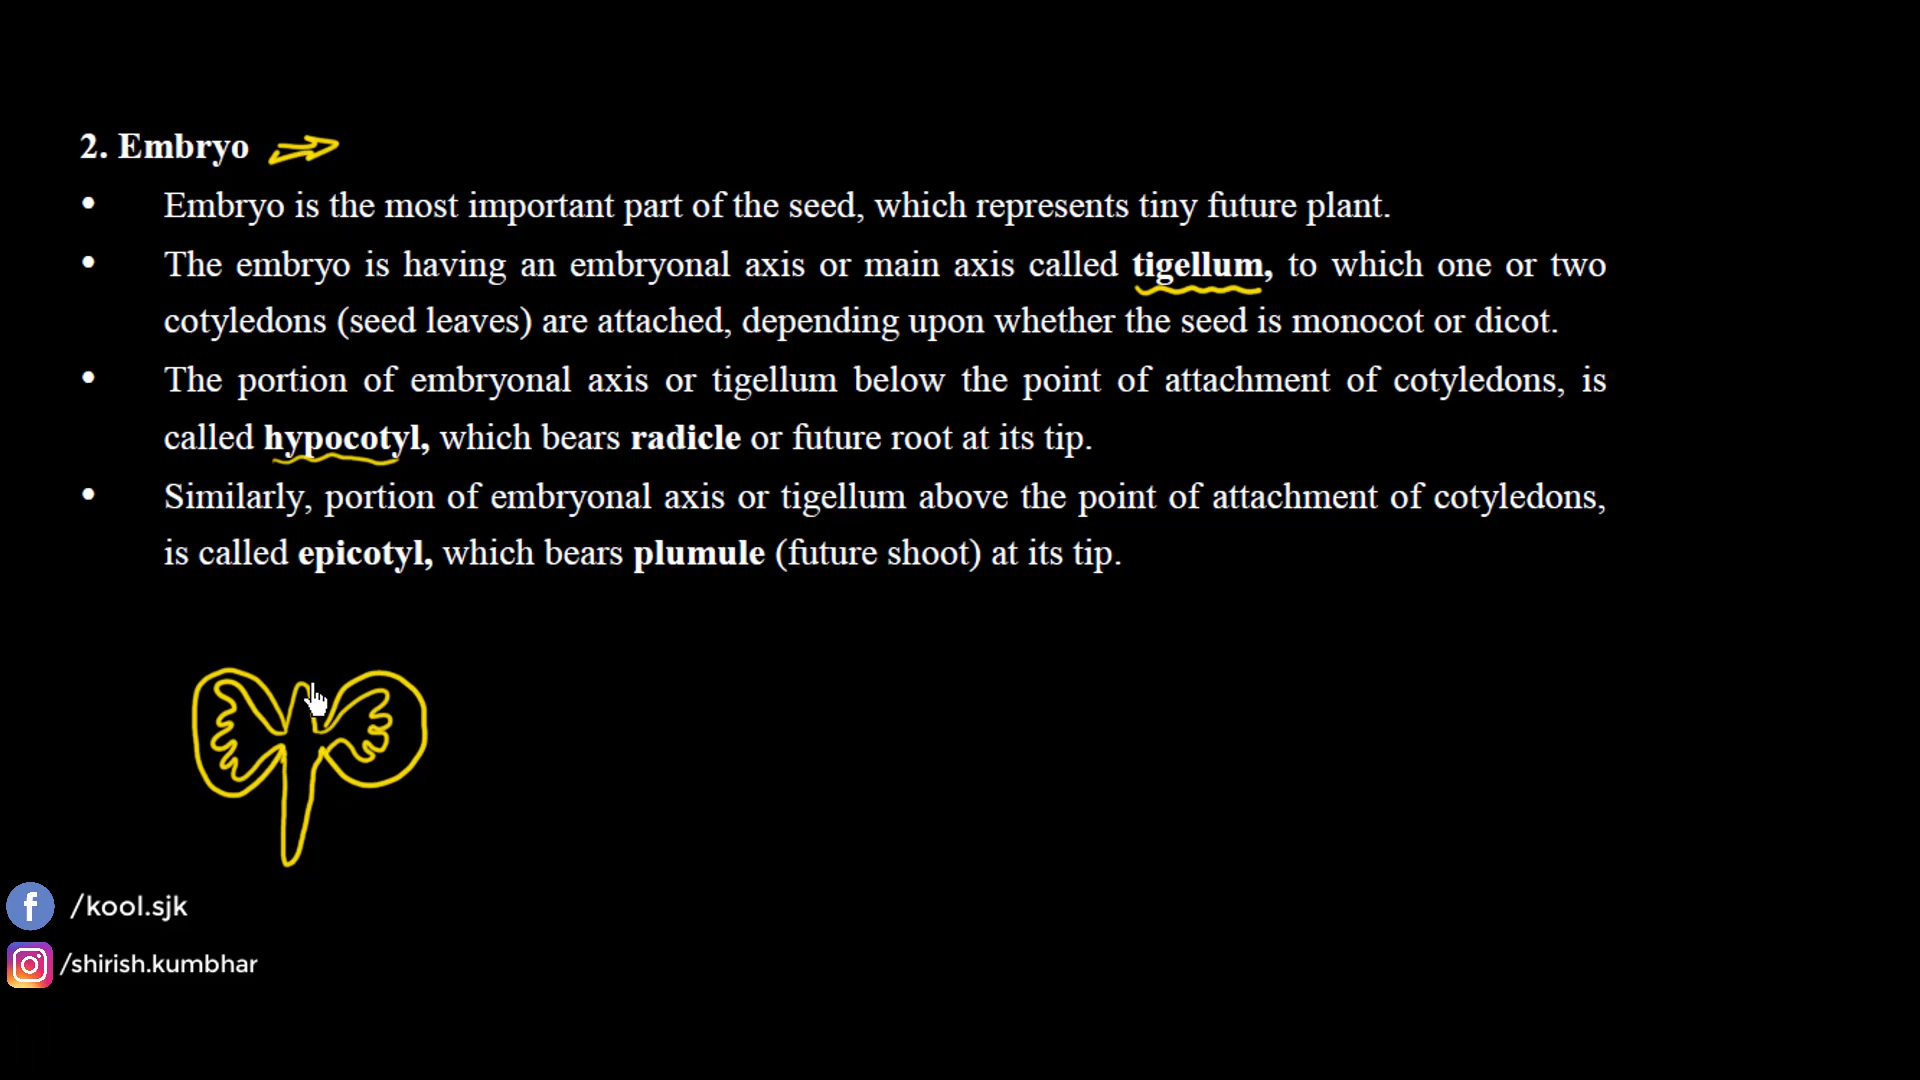 2. Embryo
• Embryo is the most important part of the seed, which represents tiny future plant.
• The embryo is having an embryonal axis or main axis called tigellum, to which one or two
cotyledons (seed leaves) are attached, depending upon whether the seed is monocot or dicot.
• The portion of embryonal axis or tigellum below the point of attachment of cotyledons, is
called hypocotyl, which bears radicle or future root at its tip.
• Similarly, portion of embryonal axis or tigellum above the point of attachment of cotyledons,
is called epicotyl, which bears plumule (future shoot) at its tip.
/kool.sjk
/shirish.kumbhar